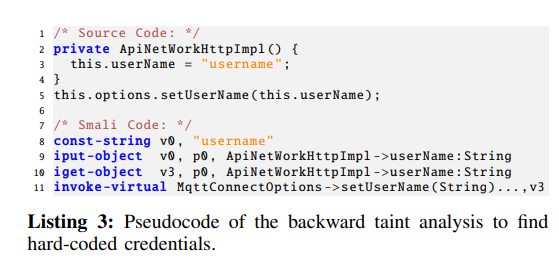 1 /* Source Code: */
2 private ApiNetWorkHttpImpl() {
3 this.userName = "username";
4 }
5 this.options.setUserName(this.userName);
6
7 /* Smali Code: */
8 const-string v0, "username"
9 iput-object v0, p0, ApiNetWorkHttpImpl->userName:String
10 iget-object v3, p0, ApiNetWorkHttpImpl->userName:String
11 invoke-virtual MqttConnectOptions->setUserName(String)...,v3
Listing 3: Pseudocode of the backward taint analysis to find
hard-coded credentials.